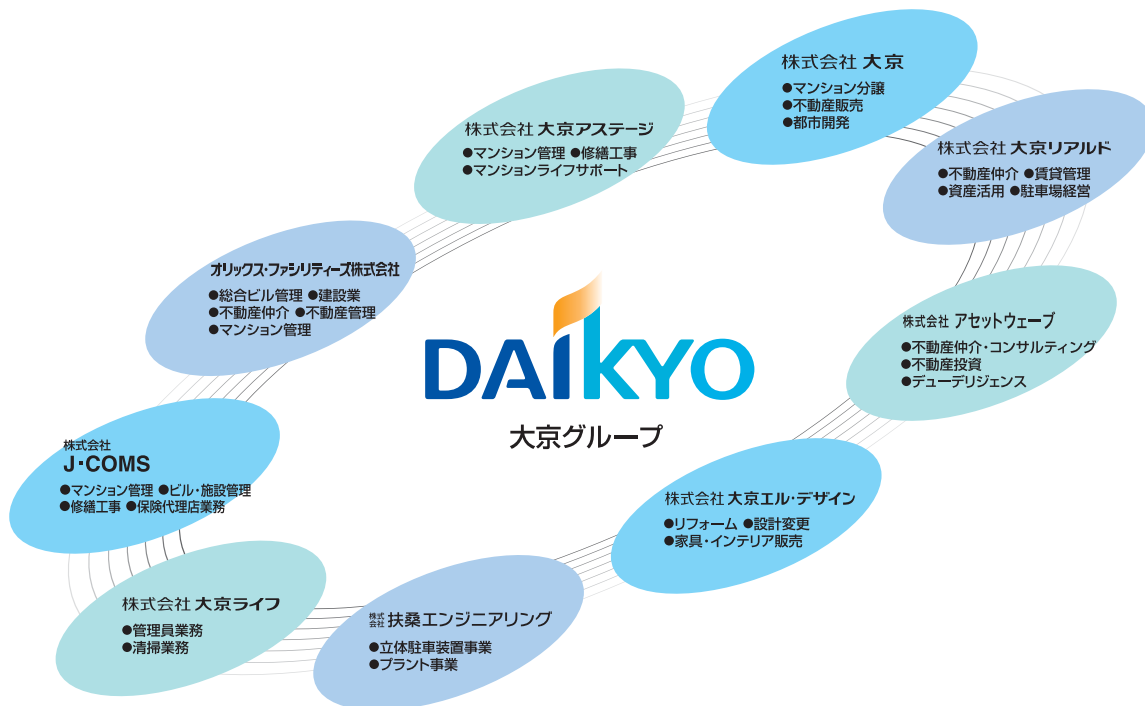 株式会社 大京
●マンション分譲
●不動産販売
●都市開発
株式会社 大京アステージ
●マンション管理 ●修繕工事
●マンションライフサポート
株式会社 大京リアルド
●不動産仲介 ●賃貸管理
●資産活用 ●駐車場経営
オリックス・ファシリティーズ株式会社
●総合ビル管理 ●建設業
●不動産仲介 ●不動産管理
●マンション管理
株式会社 アセットウェーブ
●不動産仲介・コンサルティング
●不動産投資
●デューデリジェンス
DAIKYO
大京グループ
株式会社
J・COMS
●マンション管理 ●ビル・施設管理
●修繕工事 ●保険代理店業務
株式会社 大京エル・デザイン
●リフォーム ●設計変更
●家具・インテリア販売
株式会社 大京ライフ
●管理員業務
●清掃業務
株式会社 扶桑エンジニアリング
●立体駐車装置事業
●プラント事業